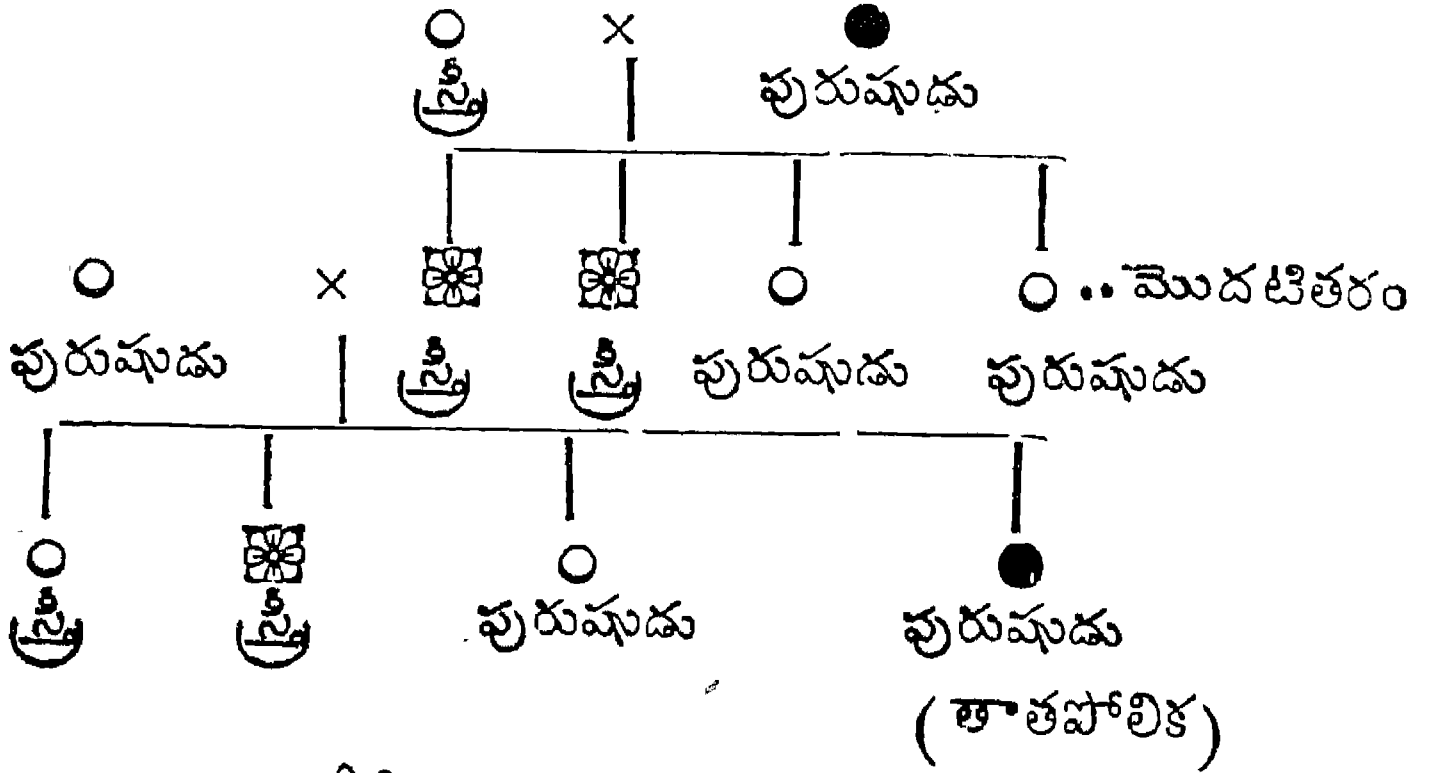 స్త్రీ × పురుషుడు
× .. మొదటితరం
పురుషుడు స్త్రీ స్త్రీ పురుషుడు పురుషుడు
స్త్రీ స్త్రీ పురుషుడు పురుషుడు
(తాతపోలిక)